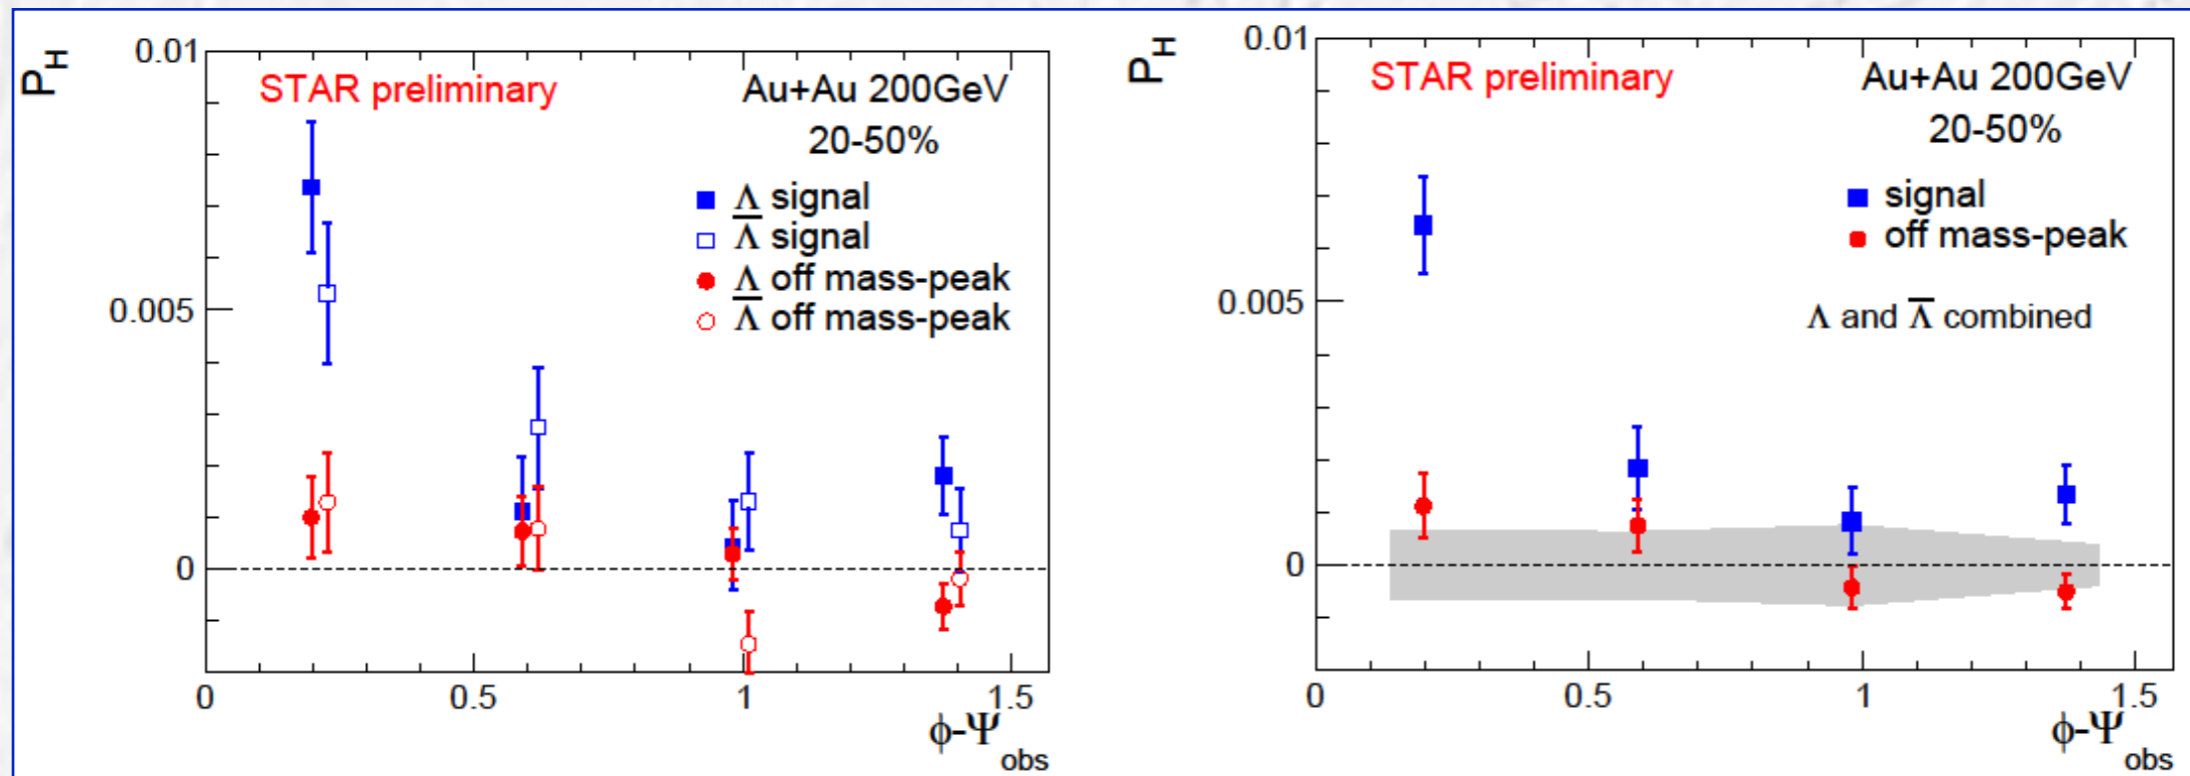 0.01
P_H
STAR preliminary
Au+Au 200GeV
20-50%
Λ signal
Λ̅ signal
Λ off mass-peak
Λ̅ off mass-peak
0.005
0
0 0.5 1 1.5
ϕ-Ψ_obs
0.01
P_H
STAR preliminary
Au+Au 200GeV
20-50%
signal
off mass-peak
Λ and Λ̅ combined
0.005
0
0 0.5 1 1.5
ϕ-Ψ_obs